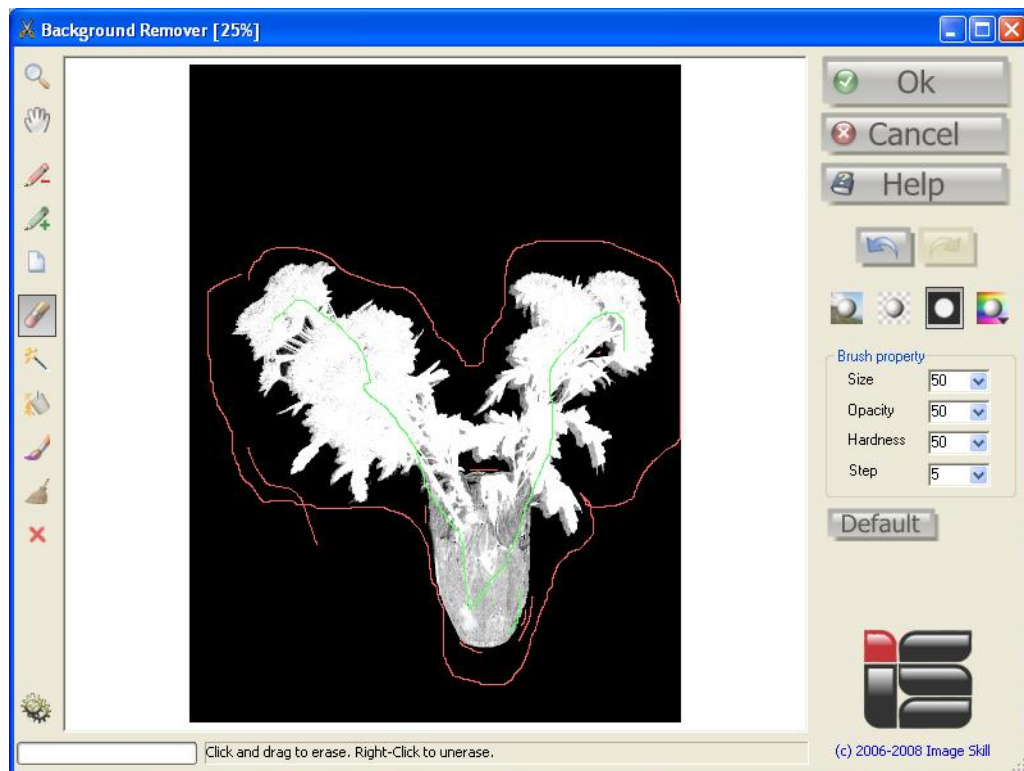 Background Remover [25%]
Ok
Cancel
Help
Brush property
Size 50
Opacity 50
Hardness 50
Step 5
Default
(c) 2006-2008 Image Skill
Click and drag to erase. Right-Click to unerase.